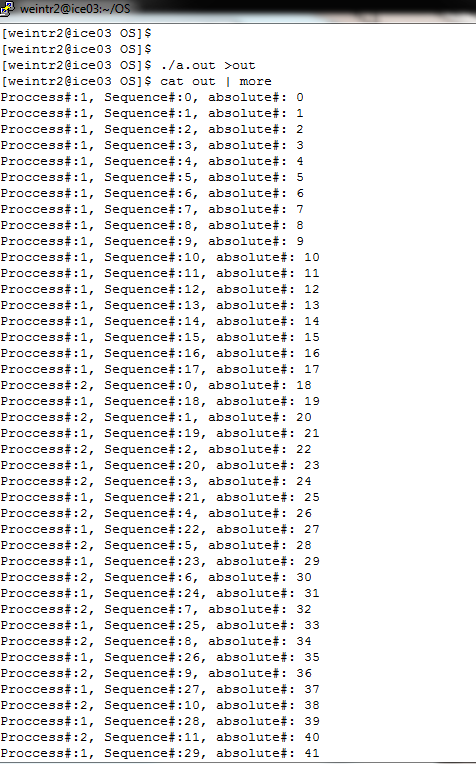 weintr2@ice03:~/OS
[weintr2@ice03 OS]$
[weintr2@ice03 OS]$
[weintr2@ice03 OS]$ ./a.out >out
[weintr2@ice03 OS]$ cat out | more
Proccess#:1, Sequence#:0, absolute#: 0
Proccess#:1, Sequence#:1, absolute#: 1
Proccess#:1, Sequence#:2, absolute#: 2
Proccess#:1, Sequence#:3, absolute#: 3
Proccess#:1, Sequence#:4, absolute#: 4
Proccess#:1, Sequence#:5, absolute#: 5
Proccess#:1, Sequence#:6, absolute#: 6
Proccess#:1, Sequence#:7, absolute#: 7
Proccess#:1, Sequence#:8, absolute#: 8
Proccess#:1, Sequence#:9, absolute#: 9
Proccess#:1, Sequence#:10, absolute#: 10
Proccess#:1, Sequence#:11, absolute#: 11
Proccess#:1, Sequence#:12, absolute#: 12
Proccess#:1, Sequence#:13, absolute#: 13
Proccess#:1, Sequence#:14, absolute#: 14
Proccess#:1, Sequence#:15, absolute#: 15
Proccess#:1, Sequence#:16, absolute#: 16
Proccess#:1, Sequence#:17, absolute#: 17
Proccess#:2, Sequence#:0, absolute#: 18
Proccess#:1, Sequence#:18, absolute#: 19
Proccess#:2, Sequence#:1, absolute#: 20
Proccess#:1, Sequence#:19, absolute#: 21
Proccess#:2, Sequence#:2, absolute#: 22
Proccess#:1, Sequence#:20, absolute#: 23
Proccess#:2, Sequence#:3, absolute#: 24
Proccess#:1, Sequence#:21, absolute#: 25
Proccess#:2, Sequence#:4, absolute#: 26
Proccess#:1, Sequence#:22, absolute#: 27
Proccess#:2, Sequence#:5, absolute#: 28
Proccess#:1, Sequence#:23, absolute#: 29
Proccess#:2, Sequence#:6, absolute#: 30
Proccess#:1, Sequence#:24, absolute#: 31
Proccess#:2, Sequence#:7, absolute#: 32
Proccess#:1, Sequence#:25, absolute#: 33
Proccess#:2, Sequence#:8, absolute#: 34
Proccess#:1, Sequence#:26, absolute#: 35
Proccess#:2, Sequence#:9, absolute#: 36
Proccess#:1, Sequence#:27, absolute#: 37
Proccess#:2, Sequence#:10, absolute#: 38
Proccess#:1, Sequence#:28, absolute#: 39
Proccess#:2, Sequence#:11, absolute#: 40
Proccess#:1, Sequence#:29, absolute#: 41